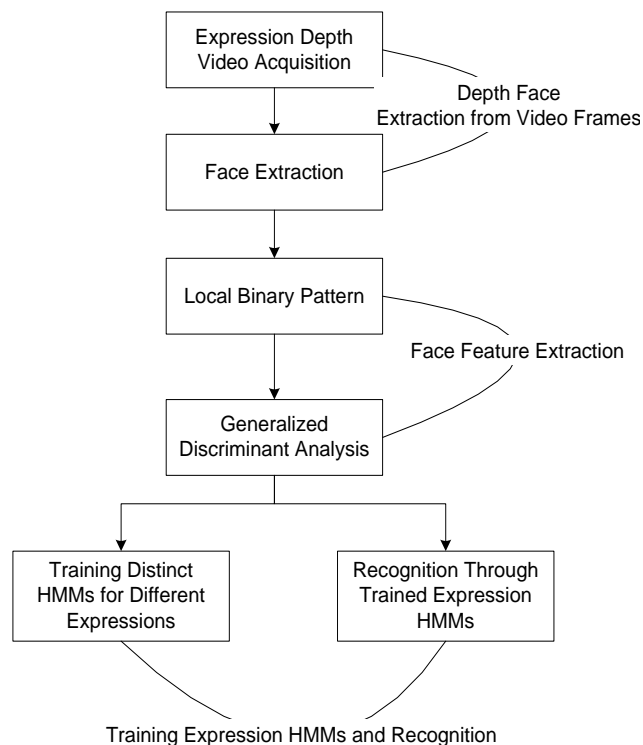 Expression Depth
Video Acquisition
Depth Face
Extraction from Video Frames
Face Extraction
Local Binary Pattern
Face Feature Extraction
Generalized
Discriminant Analysis
Training Distinct
HMMs for Different
Expressions
Recognition Through
Trained Expression
HMMs
Training Expression HMMs and Recognition